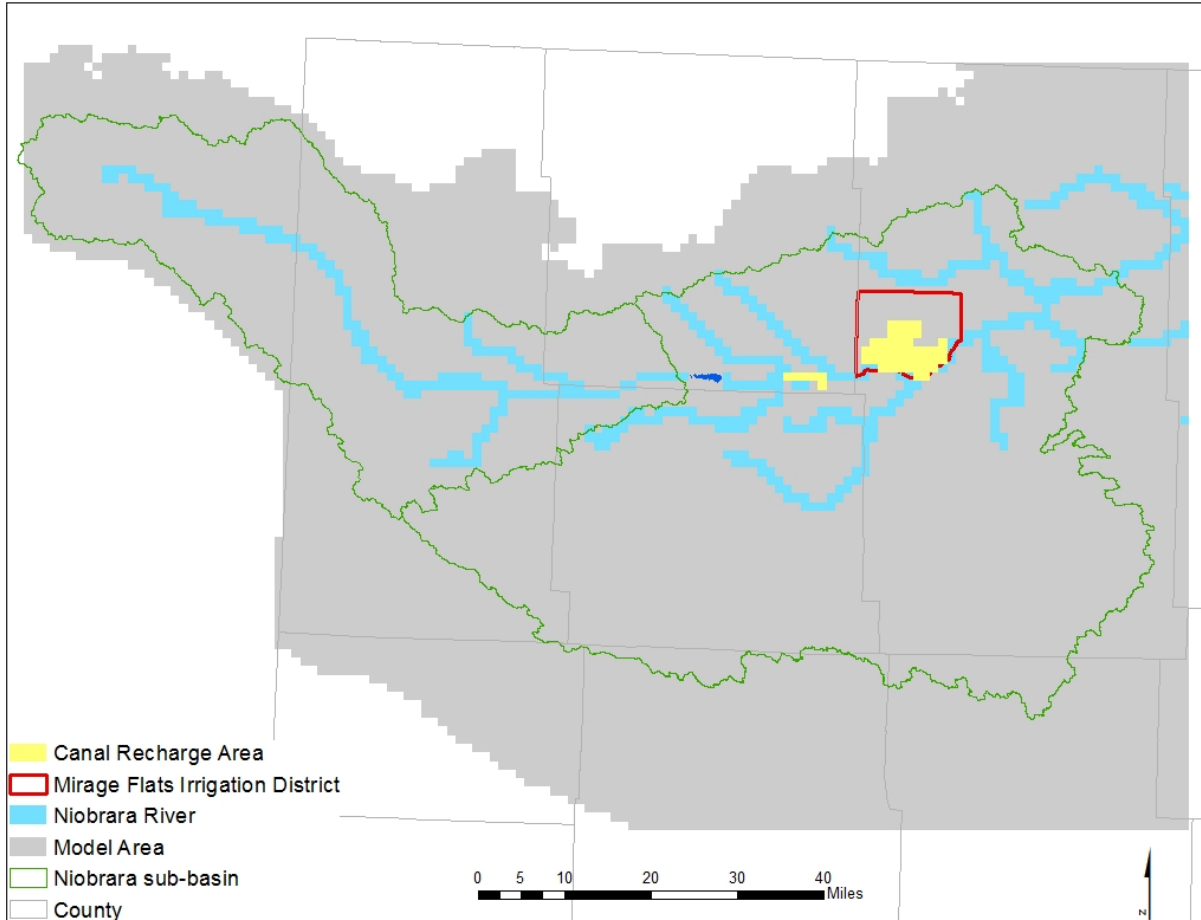 Canal Recharge Area
Mirage Flats Irrigation District
Niobrara River
Model Area
Niobrara sub-basin
County
0 5 10 20 30 40
Miles
N